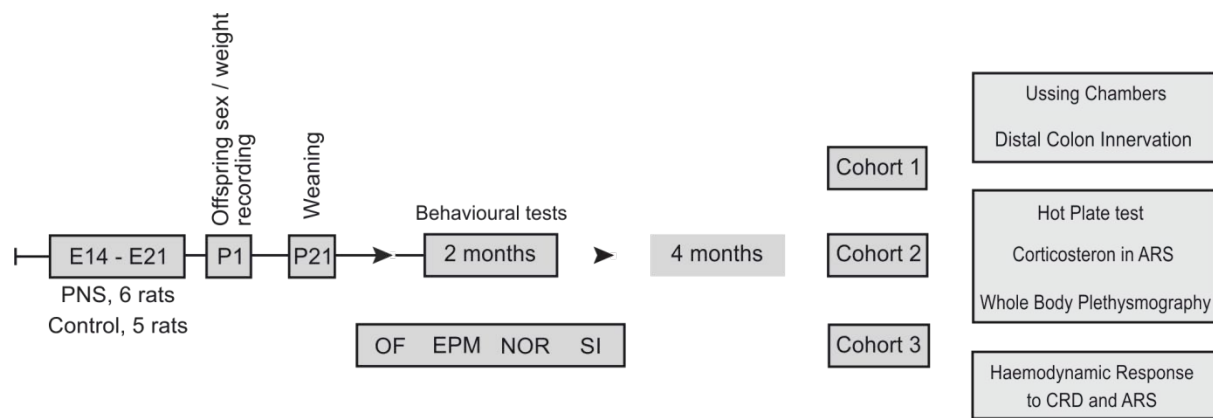 Offspring sex / weight
recording
Weaning
E14 - E21
P1
P21
PNS, 6 rats
Control, 5 rats
Behavioural tests
2 months
OF EPM NOR SI
4 months
Cohort 1
Cohort 2
Cohort 3
Ussing Chambers
Distal Colon Innervation
Hot Plate test
Corticosteron in ARS
Whole Body Plethysmography
Haemodynamic Response
to CRD and ARS